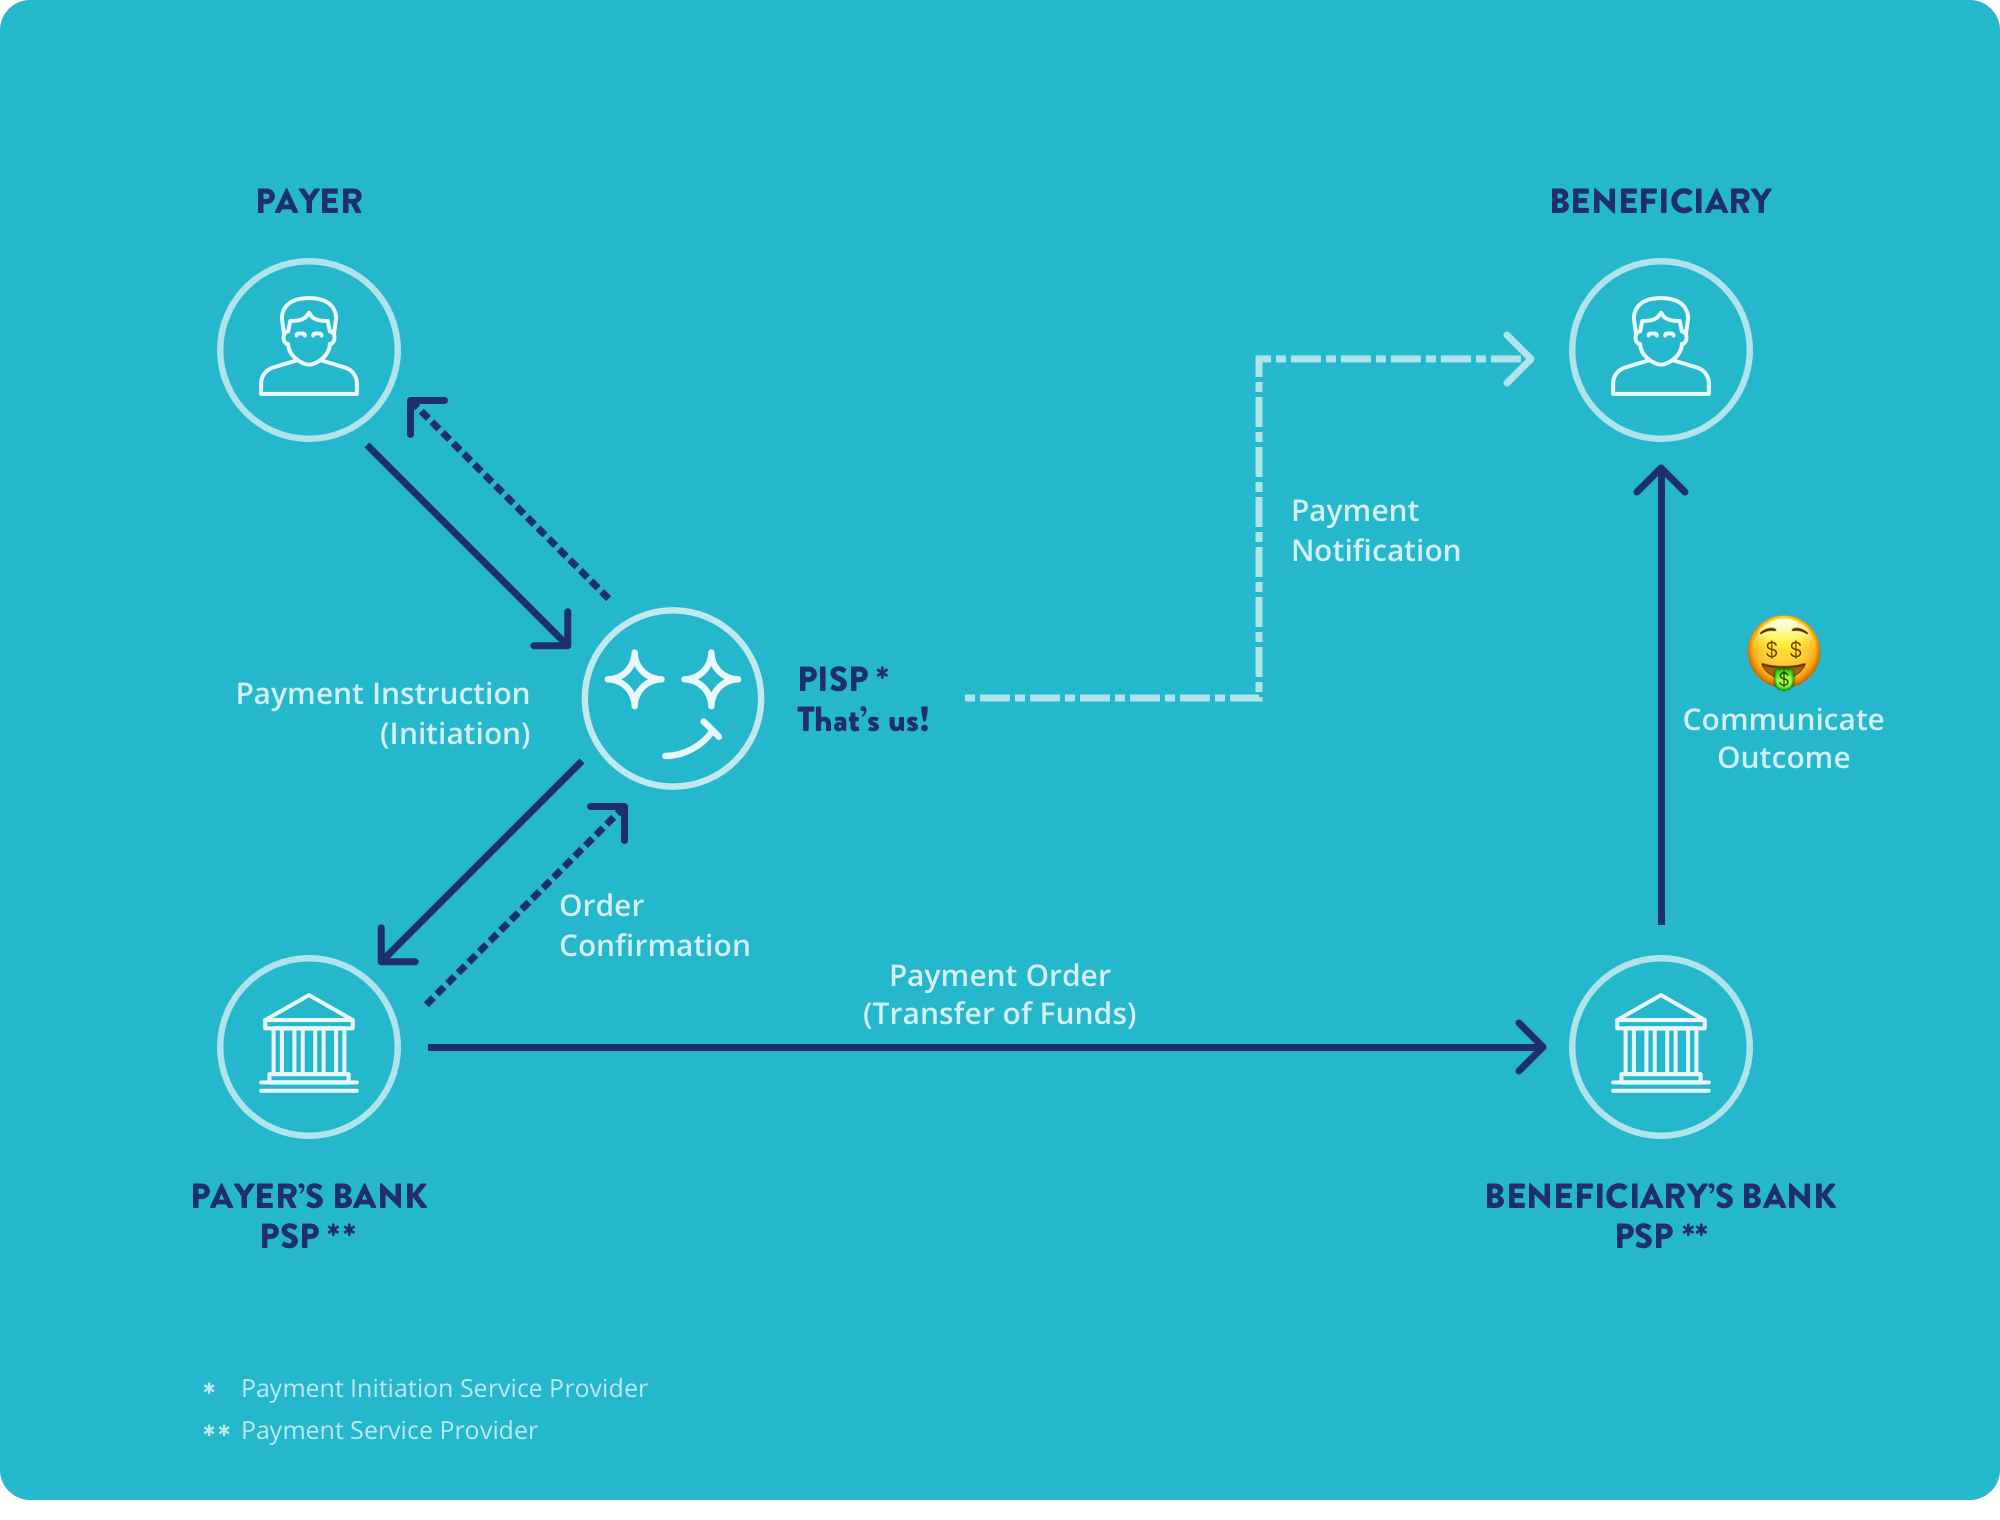 PAYER
BENEFICIARY
Payment
Notification
PISP *
That’s us!
Payment Instruction
(Initiation)
$ $
$
Communicate
Outcome
Order
Confirmation
Payment Order
(Transfer of Funds)
PAYER’S BANK
PSP **
BENEFICIARY’S BANK
PSP **
* Payment Initiation Service Provider
** Payment Service Provider